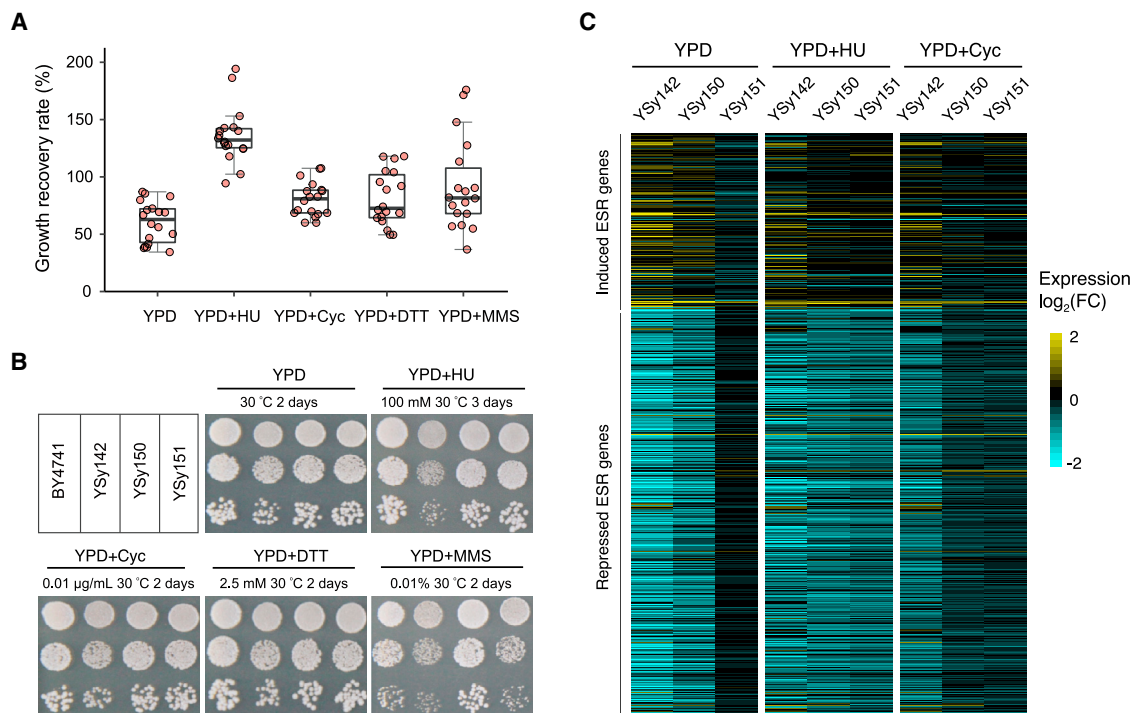 A
Growth recovery rate (%)
200
150
100
50
0
YPD
YPD+HU
YPD+Cyc
YPD+DTT
YPD+MMS
B
BY4741
YSy142
YSy150
YSy151
YPD
30 °C 2 days
YPD+HU
100 mM 30 °C 3 days
YPD+Cyc
0.01 µg/mL 30 °C 2 days
YPD+DTT
2.5 mM 30 °C 2 days
YPD+MMS
0.01% 30 °C 2 days
C
YPD
YPD+HU
YPD+Cyc
YSy142
YSy150
YSy151
YSy142
YSy150
YSy151
YSy142
YSy150
YSy151
Induced ESR genes
Repressed ESR genes
Expression
log₂(FC)
2
0
-2